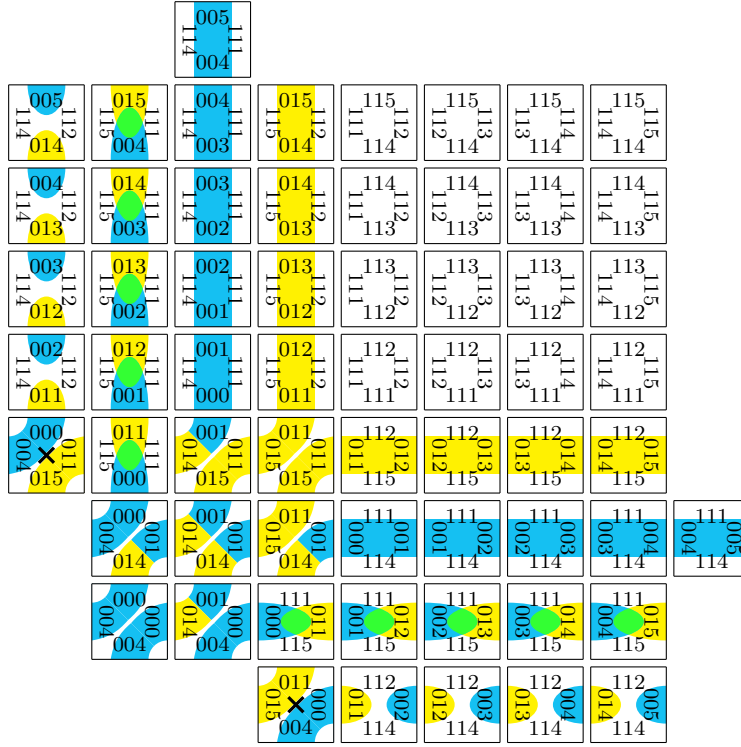 005
114 111
004
005 015 004 015 115 115 115 115
114 112 115 111 114 111 115 112 111 112 112 113 113 114 114 115
014 004 003 014 114 114 114 114
004 014 003 014 114 114 114 114
114 112 115 111 114 111 115 112 111 112 112 113 113 114 114 115
013 003 002 013 113 113 113 113
003 013 002 013 113 113 113 113
114 112 115 111 114 111 115 112 111 112 112 113 113 114 114 115
012 002 001 012 112 112 112 112
002 012 001 012 112 112 112 112
114 112 115 111 114 111 115 112 111 112 112 113 113 114 114 115
011 001 000 011 111 111 111 111
000 011 001 011 112 112 112 112
004 011 115 111 014 011 015 011 011 012 012 013 013 014 014 015
015 000 015 015 115 115 115 115
000 001 011 111 111 111 111 111
004 001 014 001 015 001 000 001 001 002 002 003 003 004 004 005
014 014 014 114 114 114 114 114
000 001 111 111 111 111 111
004 000 014 000 000 011 001 012 002 013 003 014 004 015
004 004 115 115 115 115 115
011 112 112 112 112
015 000 011 002 012 003 013 004 014 005
004 114 114 114 114